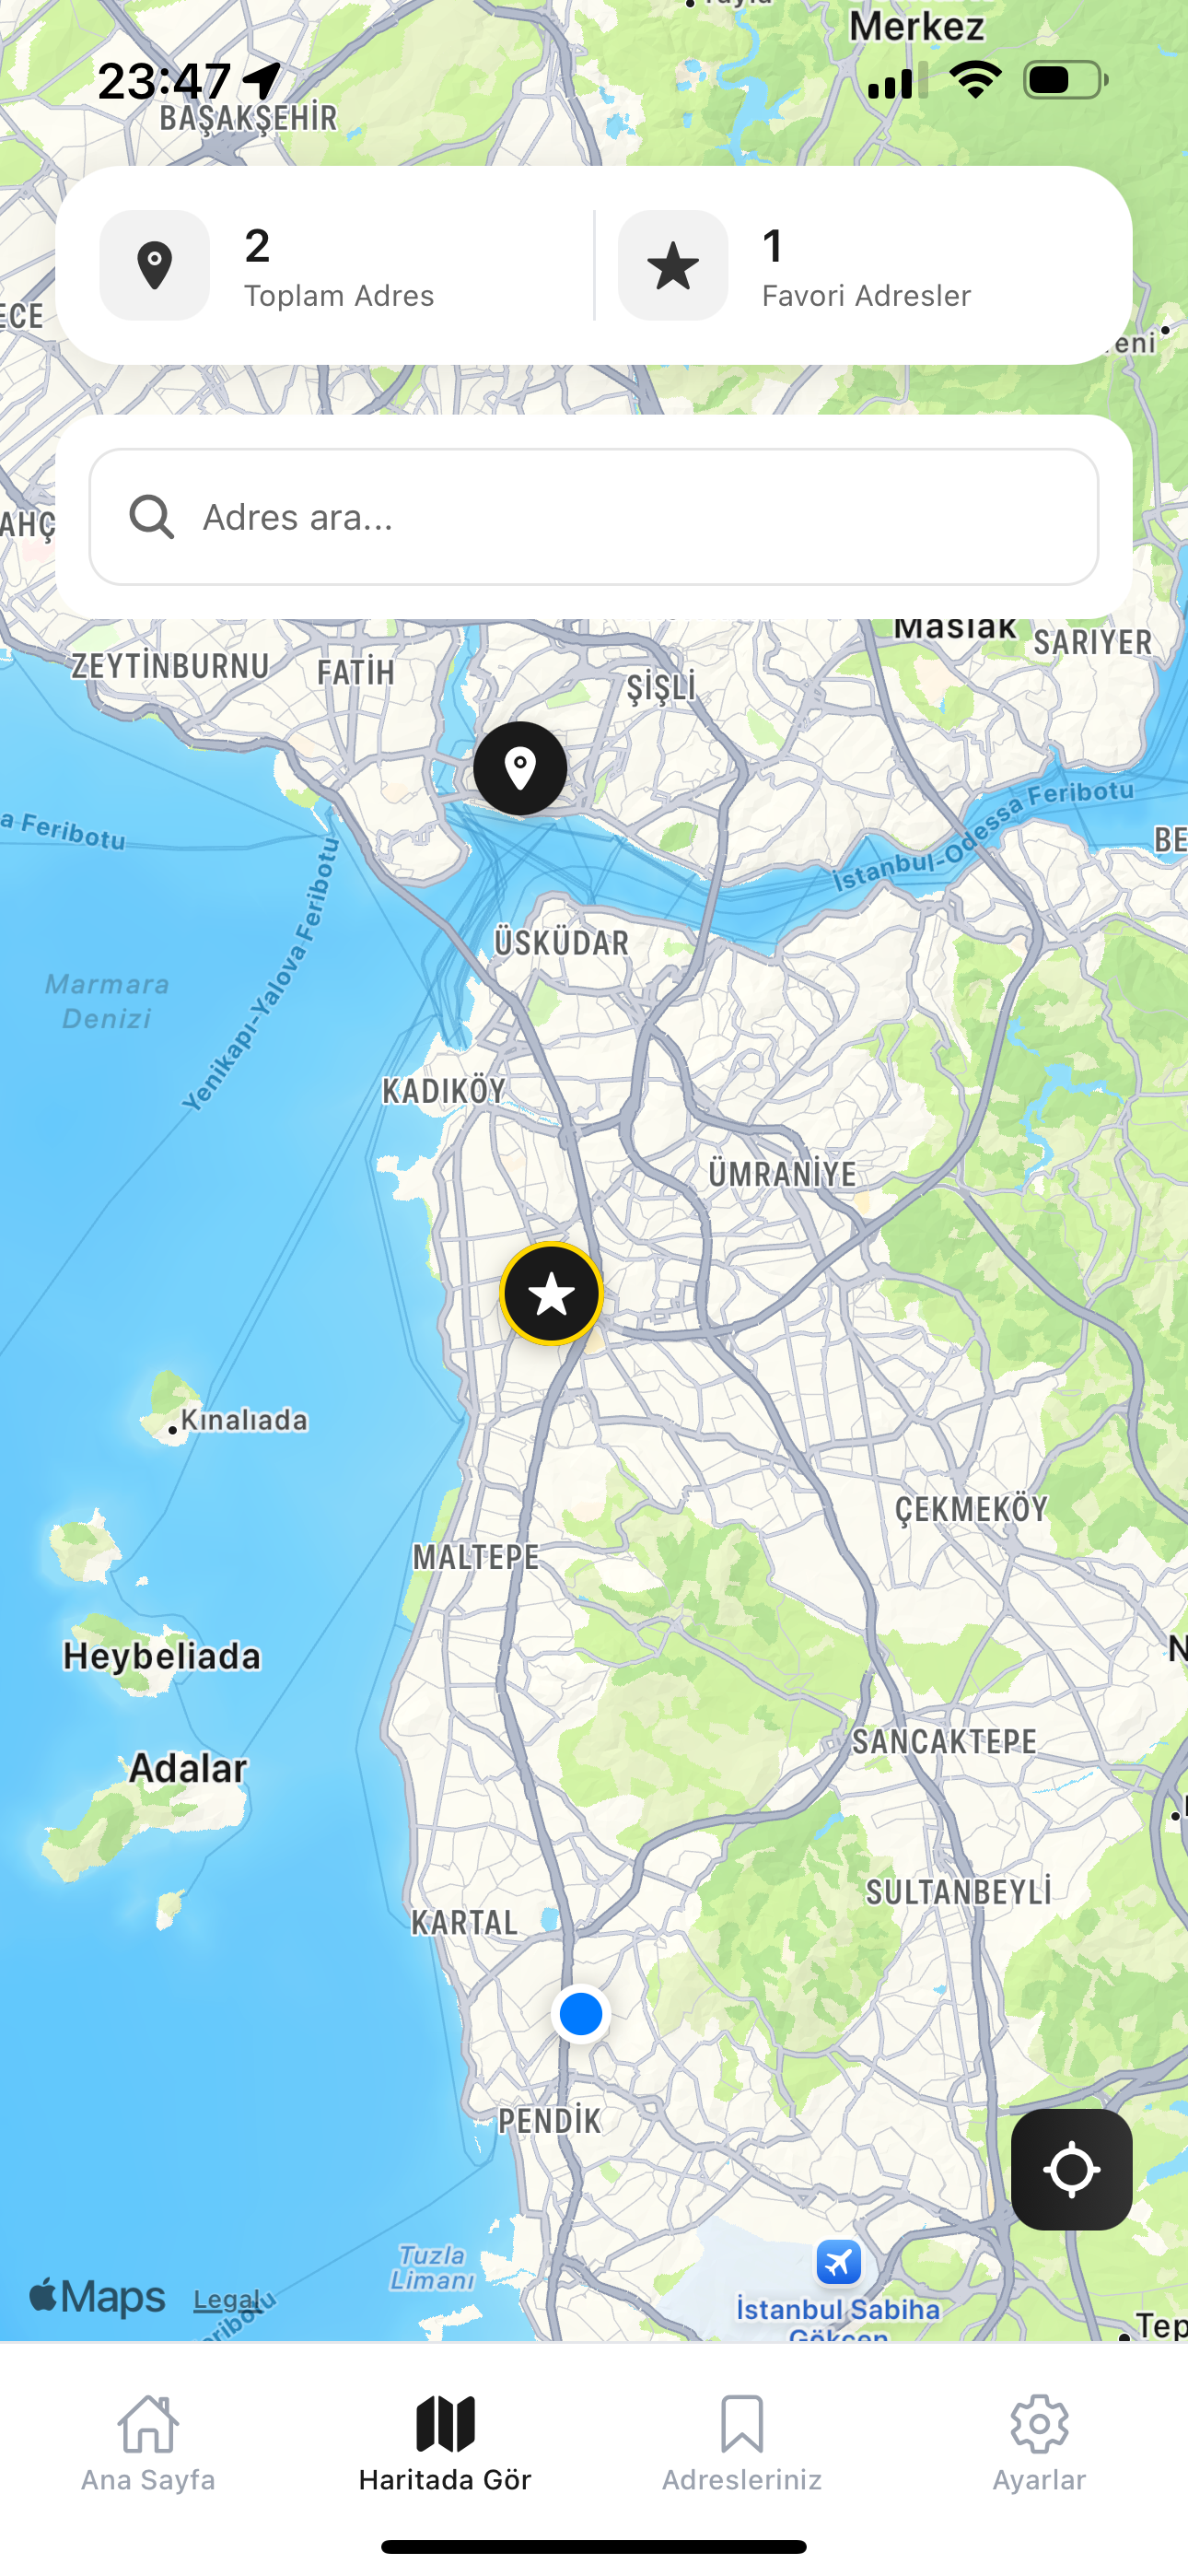 Merkez
23:47
BAŞAKŞEHİR
2
Toplam Adres
1
Favori Adresler
Adres ara...
Maslak
SARIYER
ZEYTİNBURNU
FATİH
ŞİŞLİ
a Feribotu
İstanbul-Odessa Feribotu
Yenikapı-Yalova Feribotu
ÜSKÜDAR
Marmara
Denizi
KADIKÖY
ÜMRANİYE
Kınalıada
ÇEKMEKÖY
MALTEPE
Heybeliada
SANCAKTEPE
Adalar
SULTANBEYLİ
KARTAL
PENDİK
Tuzla
Limanı
Maps
Legal
İstanbul Sabiha
Gökçen
Ana Sayfa
Haritada Gör
Adresleriniz
Ayarlar